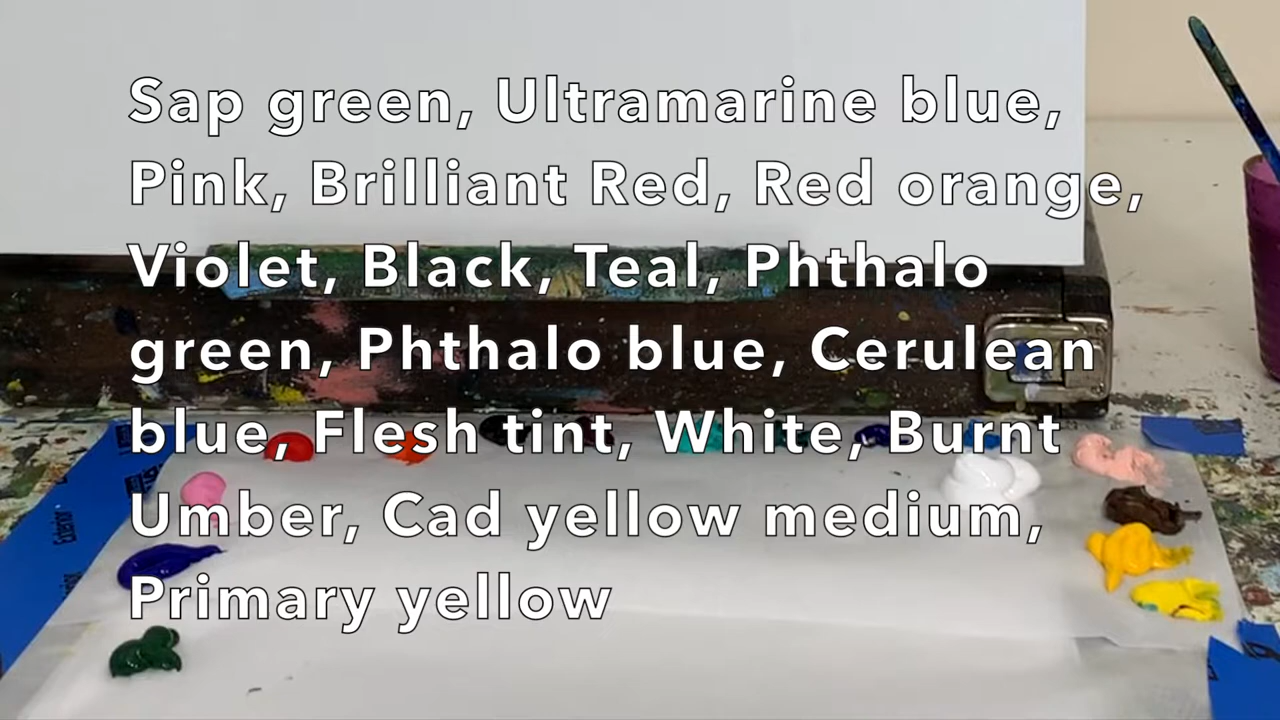 Sap green, Ultramarine blue,
Pink, Brilliant Red, Red orange,
Violet, Black, Teal, Phthalo
green, Phthalo blue, Cerulean
blue, Flesh tint, White, Burnt
Umber, Cad yellow medium,
Primary yellow
Exterior